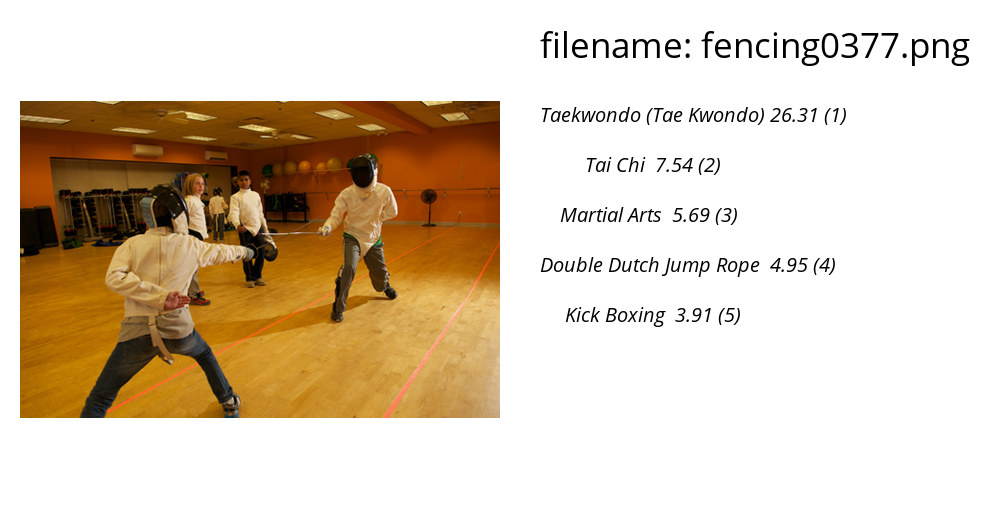 filename: fencing0377.png
Taekwondo (Tae Kwondo) 26.31 (1)
Tai Chi 7.54 (2)
Martial Arts 5.69 (3)
Double Dutch Jump Rope 4.95 (4)
Kick Boxing 3.91 (5)